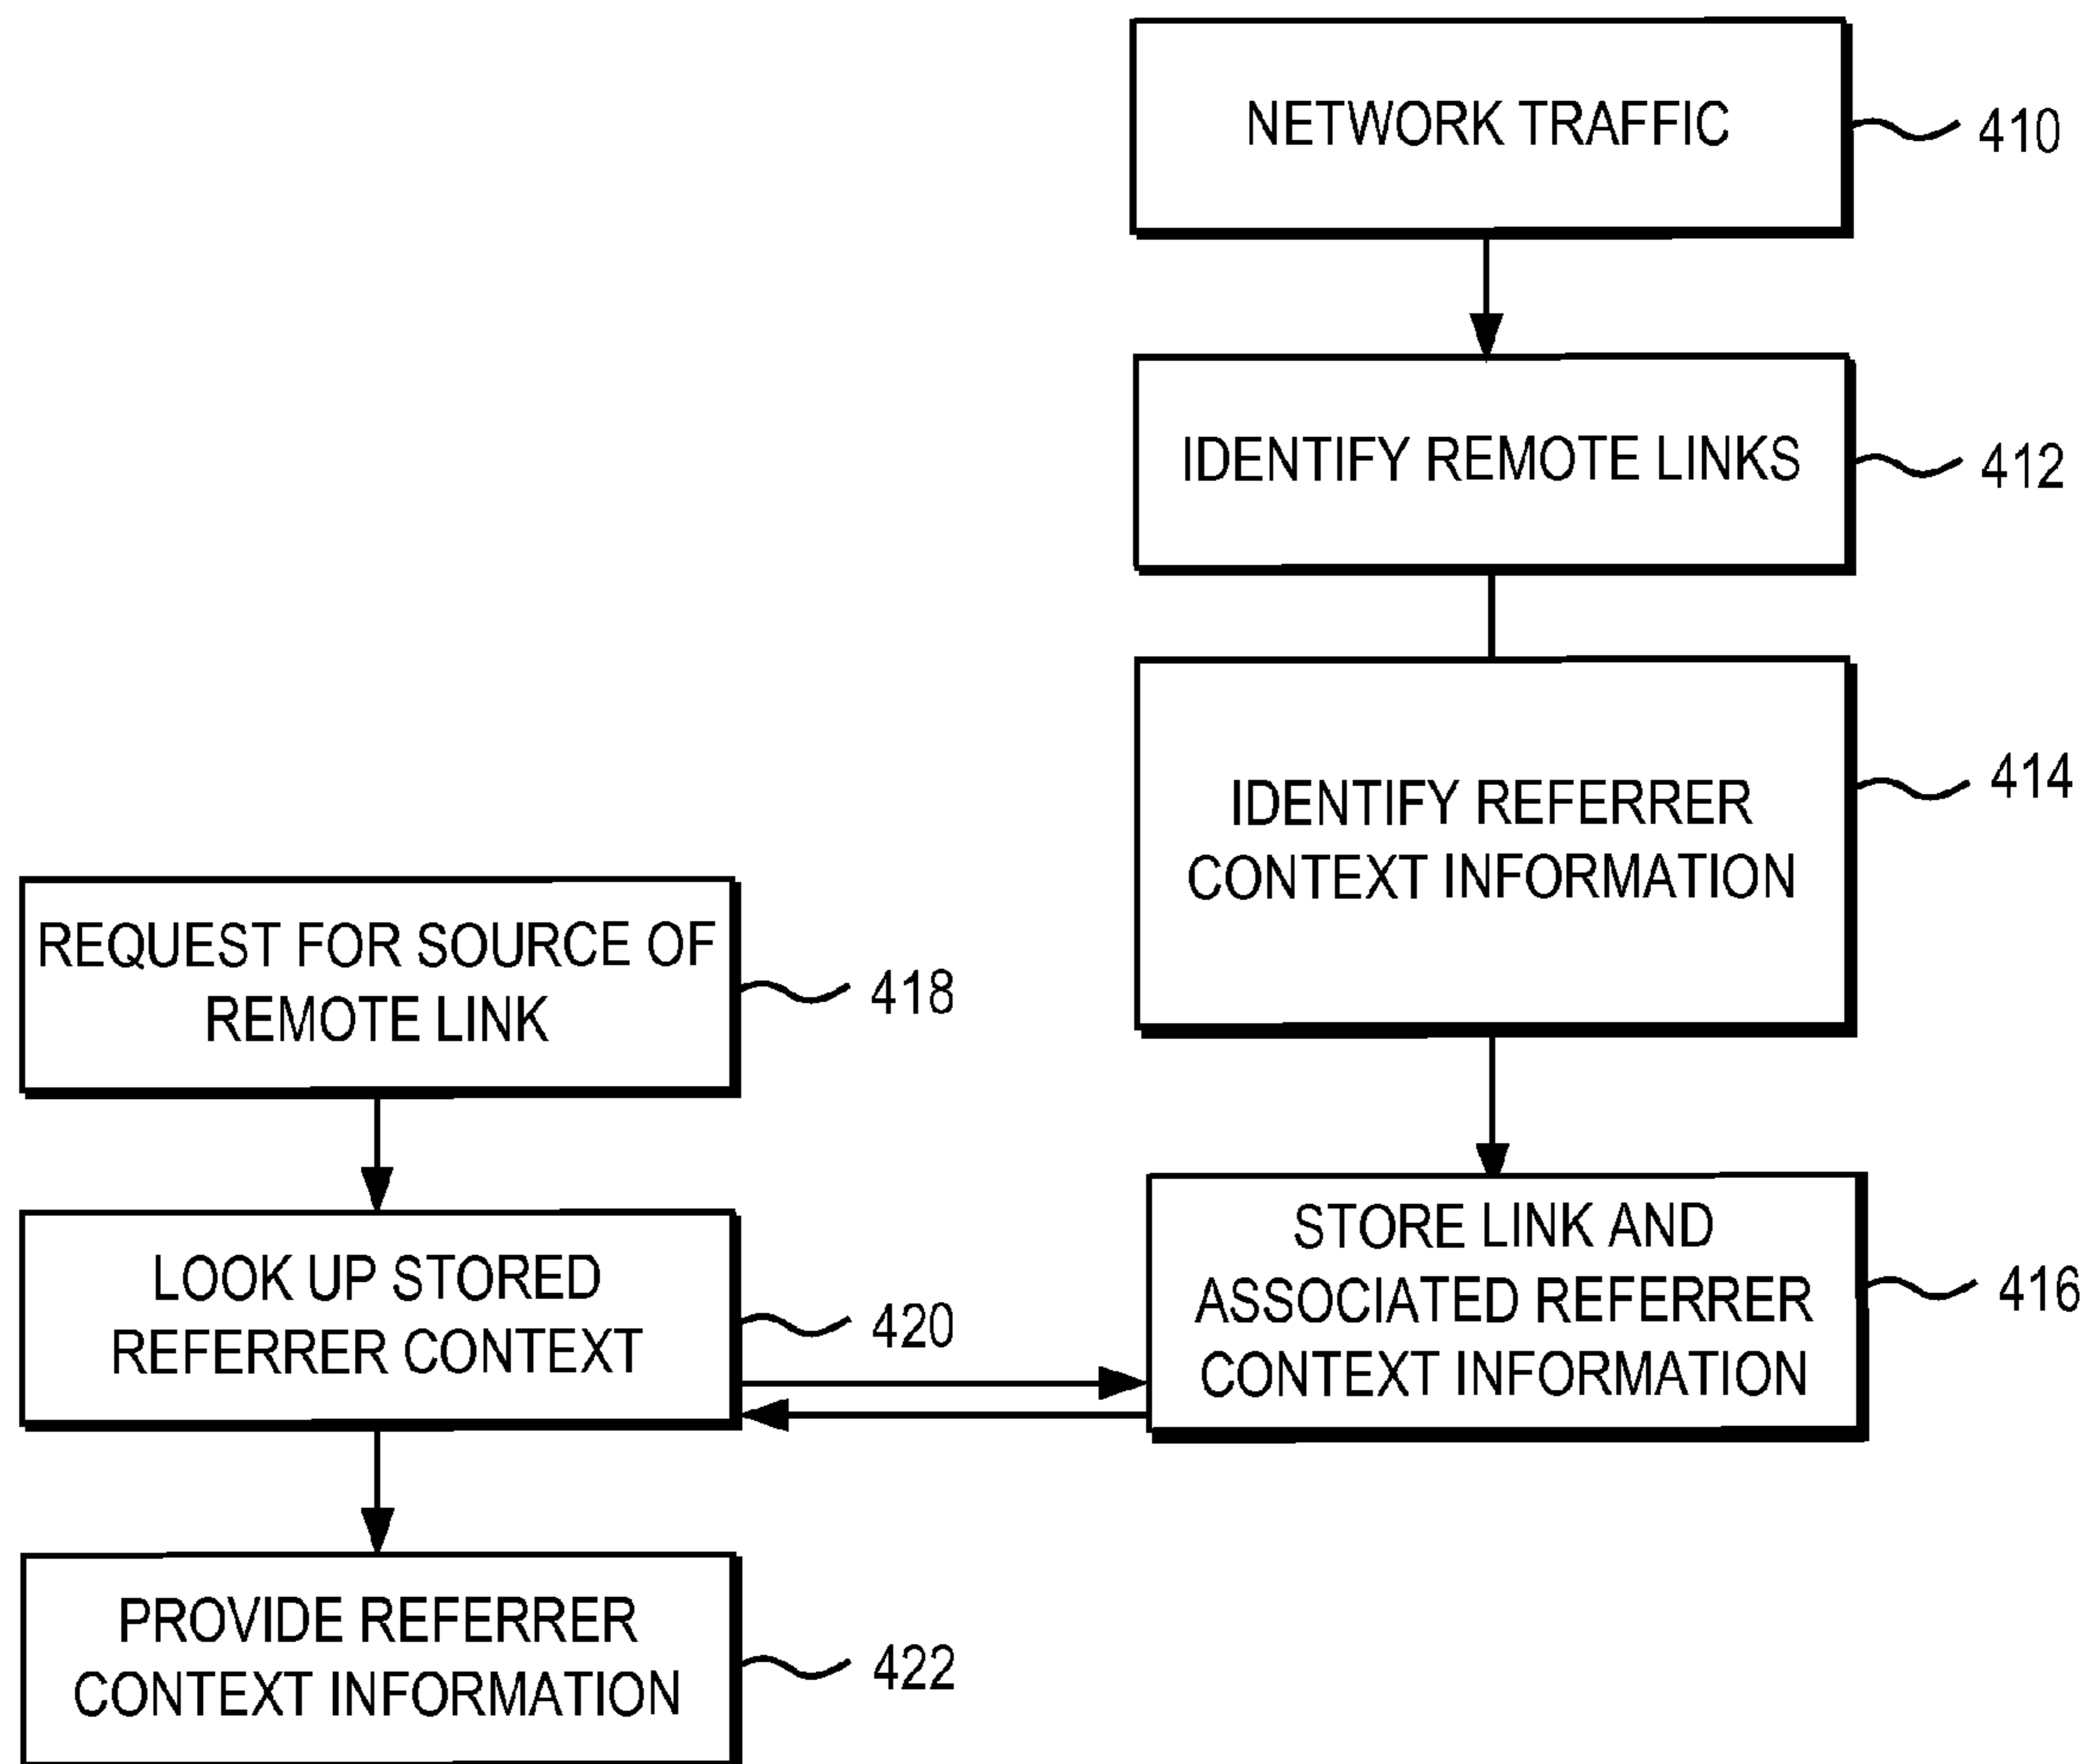 NETWORK TRAFFIC
410
IDENTIFY REMOTE LINKS
412
IDENTIFY REFERRER
CONTEXT INFORMATION
414
STORE LINK AND
ASSOCIATED REFERRER
CONTEXT INFORMATION
416
REQUEST FOR SOURCE OF
REMOTE LINK
418
LOOK UP STORED
REFERRER CONTEXT
420
PROVIDE REFERRER
CONTEXT INFORMATION
422